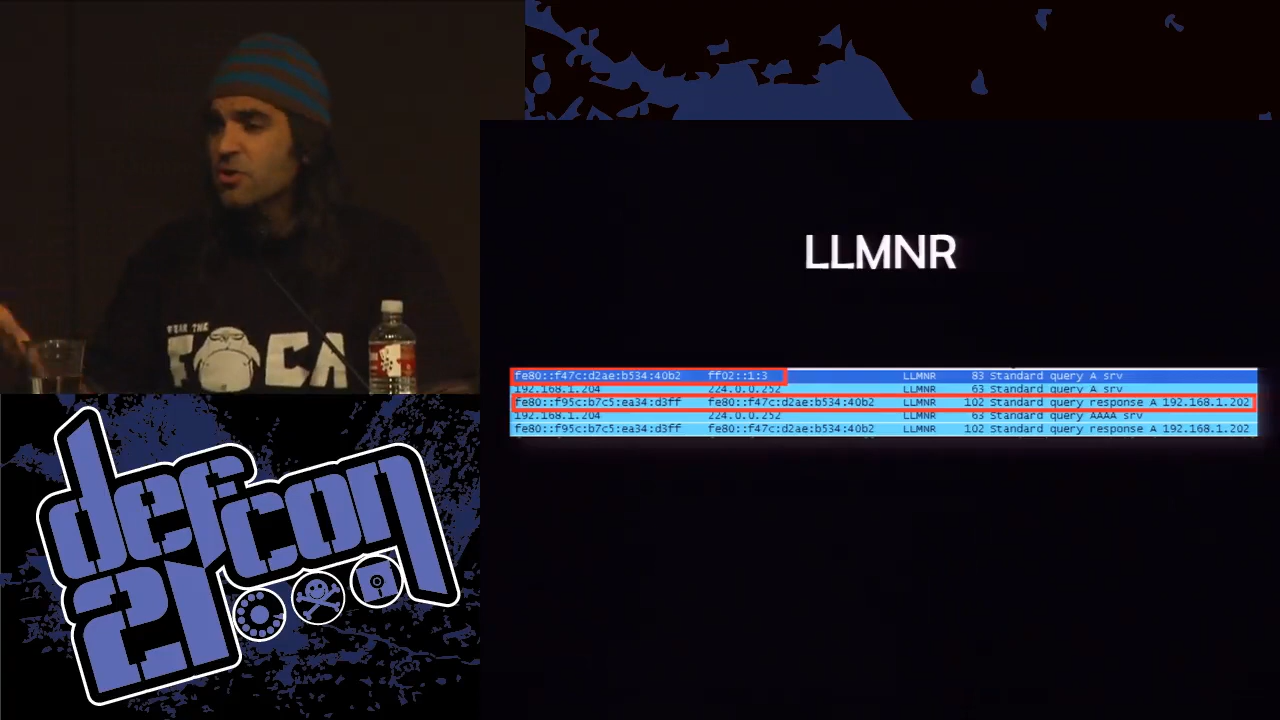 FEAR THE
FOCA
defcon
21
LLMNR
fe80::f47c:d2ae:b534:40b2 ff02::1:3 LLMNR 83 Standard query A srv
192.168.1.204 224.0.0.252 LLMNR 63 Standard query A srv
fe80::f95c:b7c5:ea34:d3ff fe80::f47c:d2ae:b534:40b2 LLMNR 102 Standard query response A 192.168.1.202
192.168.1.204 224.0.0.252 LLMNR 63 Standard query AAAA srv
fe80::f95c:b7c5:ea34:d3ff fe80::f47c:d2ae:b534:40b2 LLMNR 102 Standard query response A 192.168.1.202